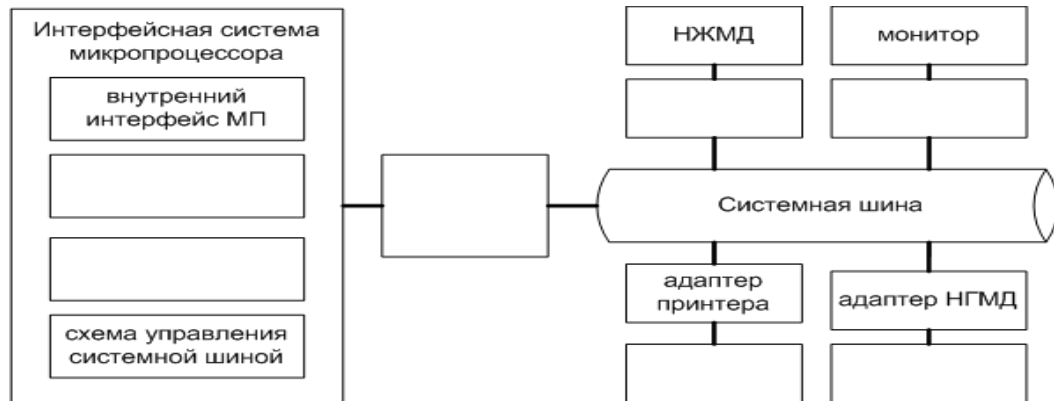 Интерфейсная система
микропроцессора
внутренний
интерфейс МП
схема управления
системной шиной
НЖМД
монитор
Системная шина
адаптер
принтера
адаптер НГМД